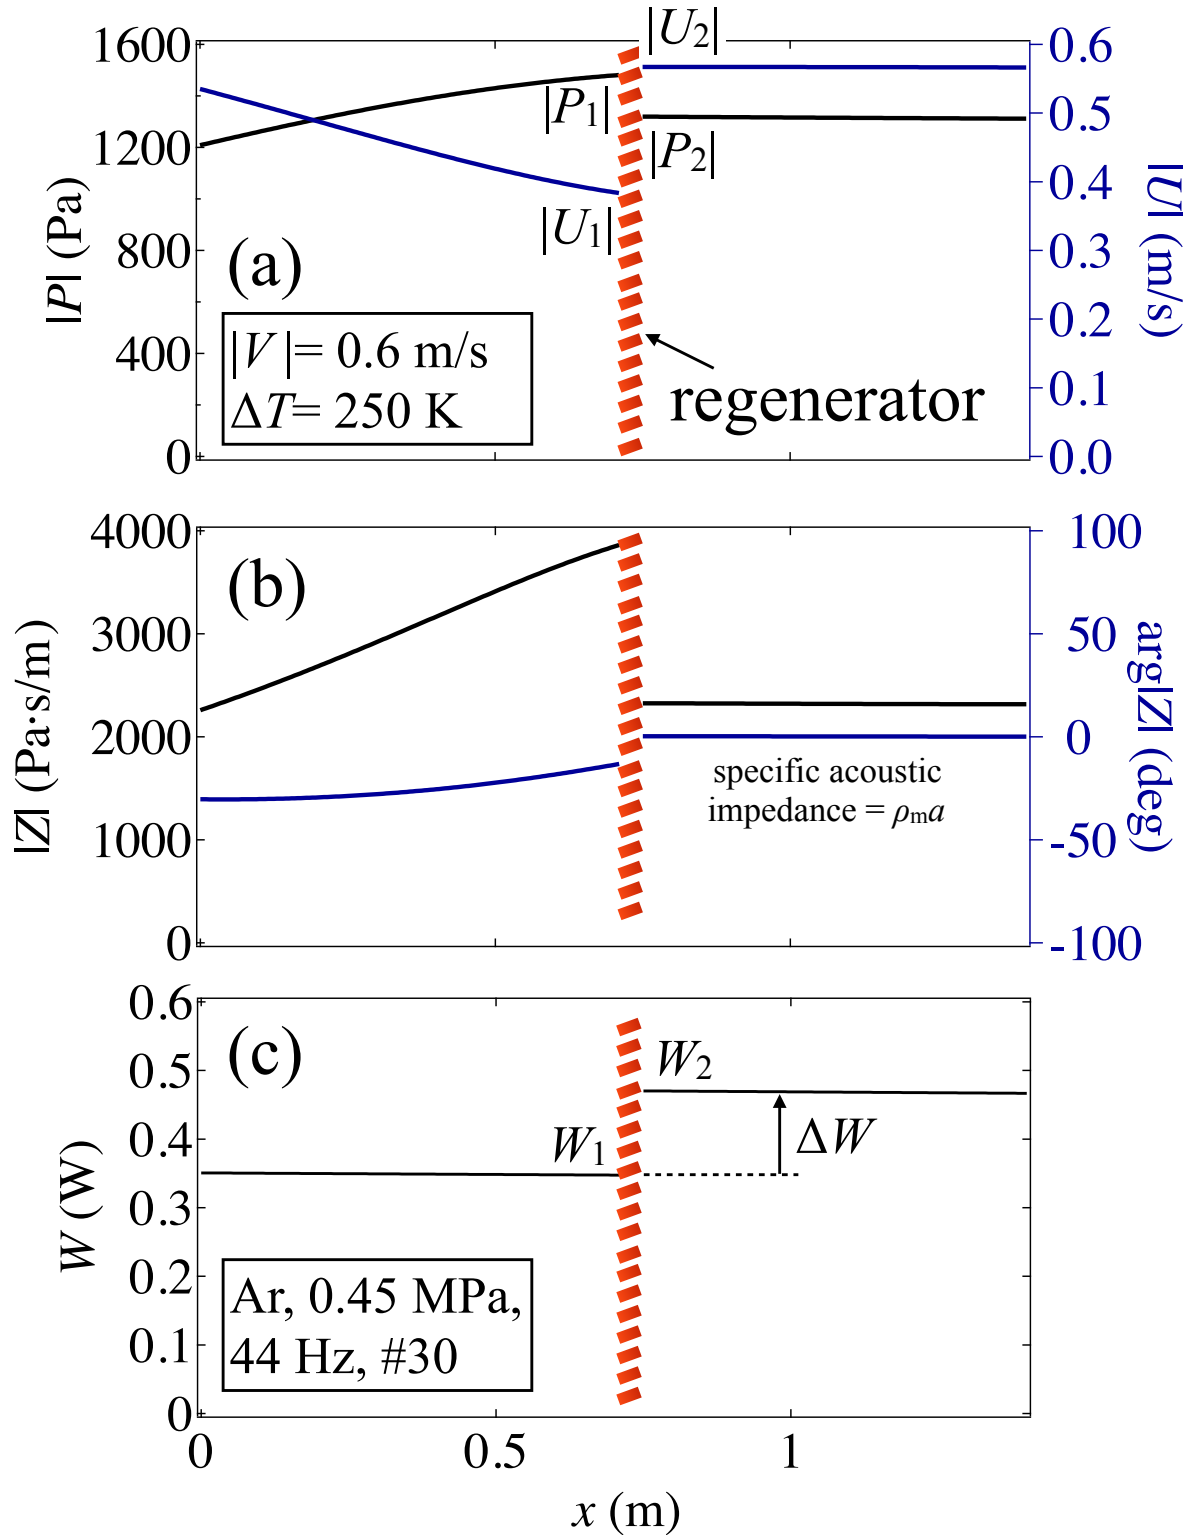 1600
1200
800
400
0
|P| (Pa)
|U2|
|P1|
|P2|
|U1|
0.6
0.5
0.4
0.3
0.2
0.1
0.0
|U| (m/s)
(a)
|V|= 0.6 m/s
ΔT= 250 K
regenerator
4000
3000
2000
1000
0
|Z| (Pa·s/m)
(b)
100
50
0
-50
-100
arg|Z| (deg)
specific acoustic
impedance = ρma
0.6
0.5
0.4
0.3
0.2
0.1
0
W (W)
(c)
W2
W1
ΔW
Ar, 0.45 MPa,
44 Hz, #30
0
0.5
1
x (m)